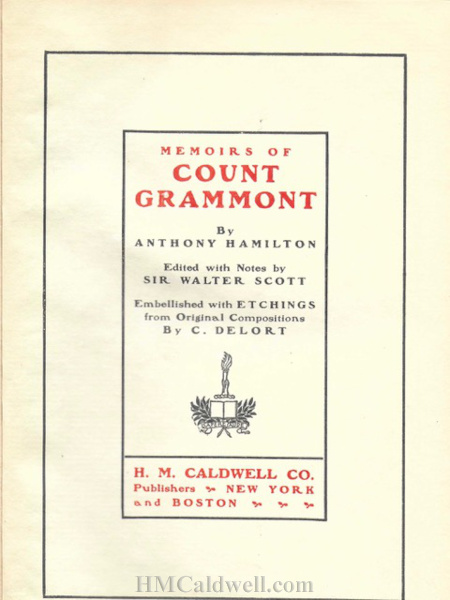 MEMOIRS OF
COUNT
GRAMMONT
By
ANTHONY HAMILTON
Edited with Notes by
SIR WALTER SCOTT
Embellished with ETCHINGS
from Original Compositions
By C. DELORT
H. M. CALDWELL CO.
Publishers NEW YORK
and BOSTON
HMCaldwell.com